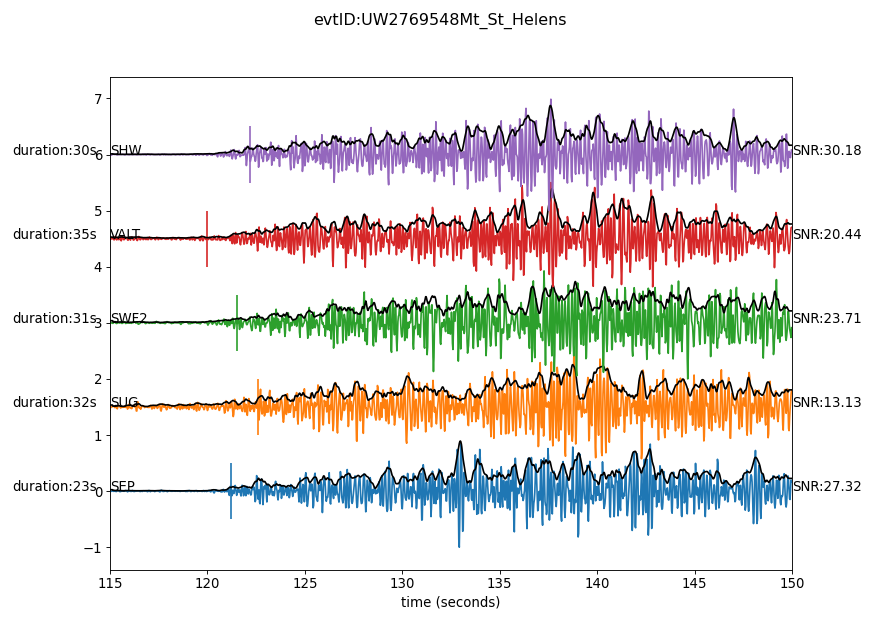 evtID:UW2769548Mt_St_Helens
7
duration:30s 6 SHW SNR:30.18
5
duration:35s VALT SNR:20.44
4
duration:31s 3 SWF2 SNR:23.71
2
duration:32s SUG SNR:13.13
1
duration:23s 0 SEP SNR:27.32
−1
115 120 125 130 135 140 145 150
time (seconds)